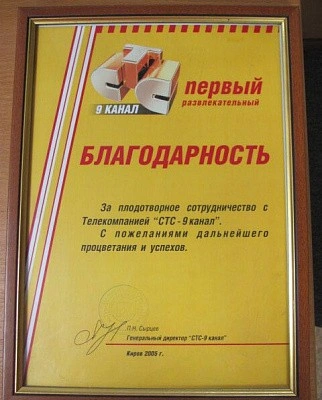 СТС
9 КАНАЛ
первый
развлекательный
БЛАГОДАРНОСТЬ
За плодотворное сотрудничество с
Телекомпанией "СТС - 9 канал".
С пожеланиями дальнейшего
процветания и успехов.
П.Н. Сырцев
Генеральный директор "СТС-9 канал"
Киров 2005 г.